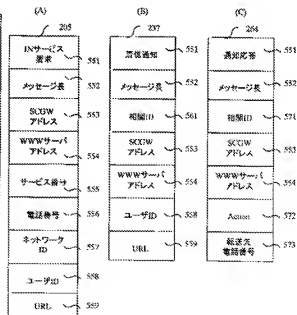 (A)
205
INサービス
要求
551
メッセージ長
552
SCGW
アドレス
553
WWWサーバ
アドレス
554
サービス番号
555
電話番号
556
ネットワーク
ID
557
ユーザID
558
URL
559
(B)
237
着信通知
551
メッセージ長
552
相関ID
561
SCGW
アドレス
553
WWWサーバ
アドレス
554
ユーザID
558
URL
559
(C)
264
通知応答
551
メッセージ長
552
相関ID
571
SCGW
アドレス
553
WWWサーバ
アドレス
554
Action
572
転送先
電話番号
573